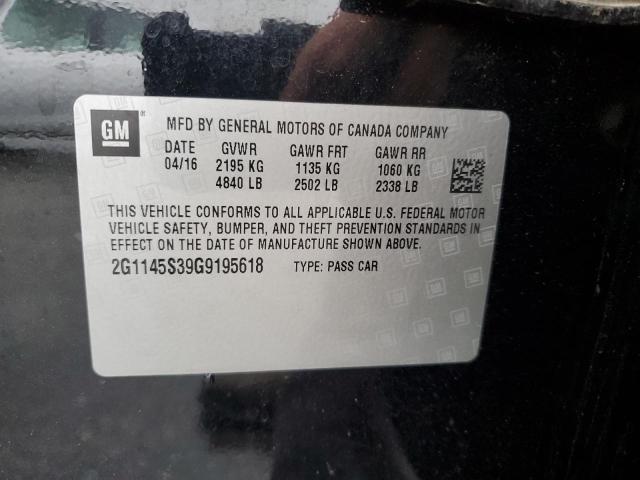 GM ® MFD BY GENERAL MOTORS OF CANADA COMPANY
DATE GVWR GAWR FRT GAWR RR
04/16 2195 KG 1135 KG 1060 KG
4840 LB 2502 LB 2338 LB
THIS VEHICLE CONFORMS TO ALL APPLICABLE U.S. FEDERAL MOTOR
VEHICLE SAFETY, BUMPER, AND THEFT PREVENTION STANDARDS IN
EFFECT ON THE DATE OF MANUFACTURE SHOWN ABOVE.
2G1145S39G9195618 TYPE: PASS CAR